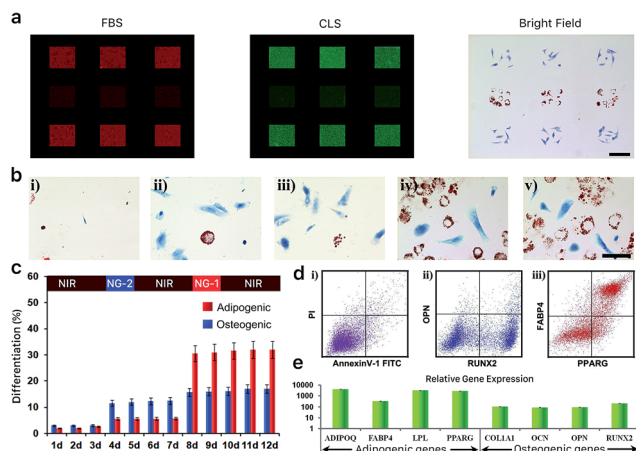 a
FBS CLS Bright Field
b
i) ii) iii) iv) v)
c
60
50
40
30
20
10
0
Differentiation (%)
NIR NG-2 NIR NG-1 NIR
Adipogenic
Osteogenic
1d 2d 3d 4d 5d 6d 7d 8d 9d 10d 11d 12d
d
i) ii) iii)
PI
AnnexinV-1 FITC
OPN
RUNX2
FABP4
PPARG
e
Relative Gene Expression
10000
1000
100
10
1
ADIPOQ FABP4 LPL PPARG COL1A1 OCN OPN RUNX2
Adipogenic genes Osteogenic genes